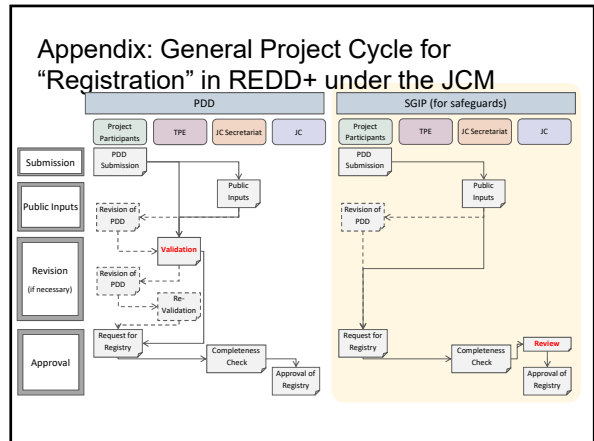 Appendix: General Project Cycle for
“Registration” in REDD+ under the JCM
PDD
SGIP (for safeguards)
Project
Participants
TPE
JC Secretariat
JC
Project
Participants
TPE
JC Secretariat
JC
Submission
PDD
Submission
PDD
Submission
Public Inputs
Public
Inputs
Public
Inputs
Revision of
PDD
Revision of
PDD
Revision
(if necessary)
Validation
Revision of
PDD
Re-
Validation
Approval
Request for
Registry
Completeness
Check
Approval of
Registry
Request for
Registry
Completeness
Check
Review
Approval of
Registry